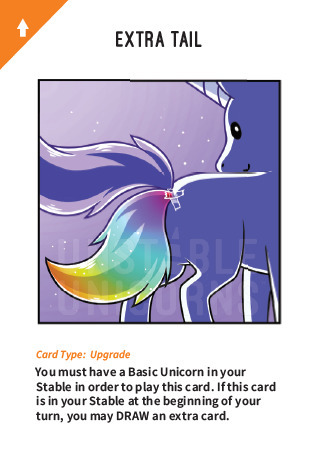 EXTRA TAIL
UNSTABLE
UNICORNS
Card Type: Upgrade
You must have a Basic Unicorn in your
Stable in order to play this card. If this card
is in your Stable at the beginning of your
turn, you may DRAW an extra card.